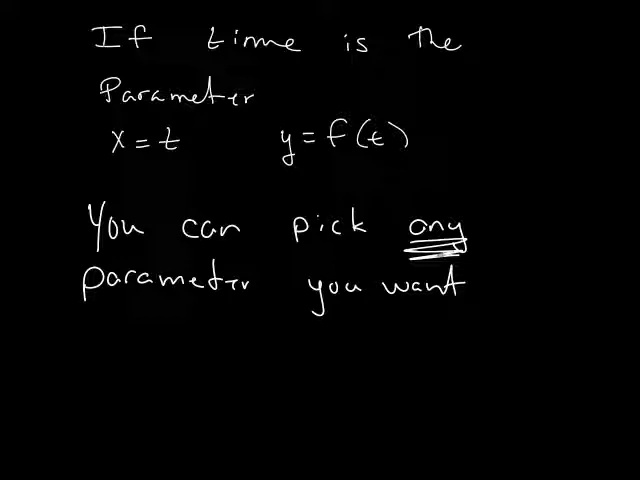 If time is the
Parameter
x = t y = f(t)
You can pick any
parameter you want